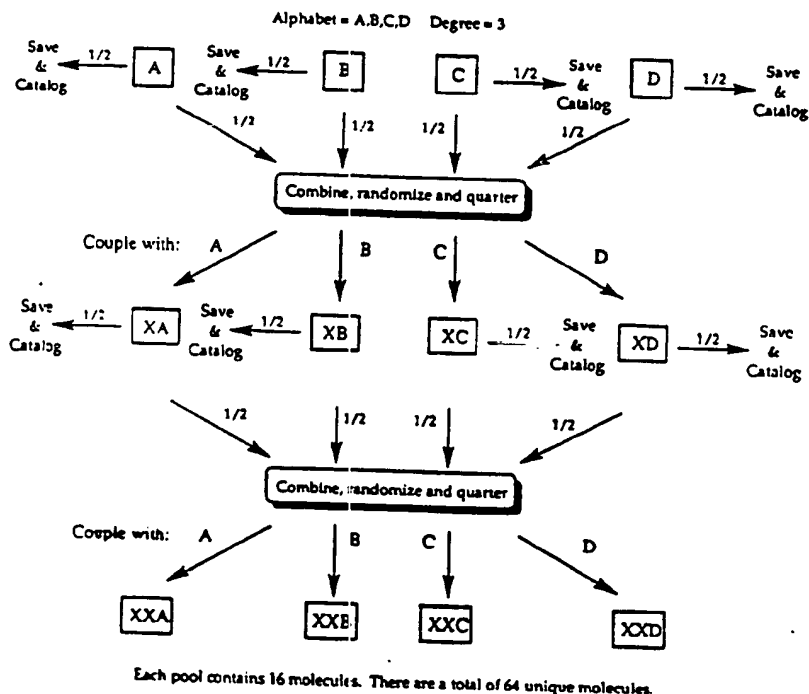 Alphabet = A,B,C,D Degree = 3
Save & Catalog
1/2
A
Save & Catalog
1/2
B
C
1/2
Save & Catalog
D
1/2
Save & Catalog
1/2
1/2
1/2
1/2
Combine, randomize and quarter
Couple with:
A
B
C
D
Save & Catalog
1/2
XA
Save & Catalog
1/2
XB
XC
1/2
Save & Catalog
XD
1/2
Save & Catalog
1/2
1/2
1/2
1/2
Combine, randomize and quarter
Couple with:
A
B
C
D
XXA
XXB
XXC
XXD
Each pool contains 16 molecules. There are a total of 64 unique molecules.